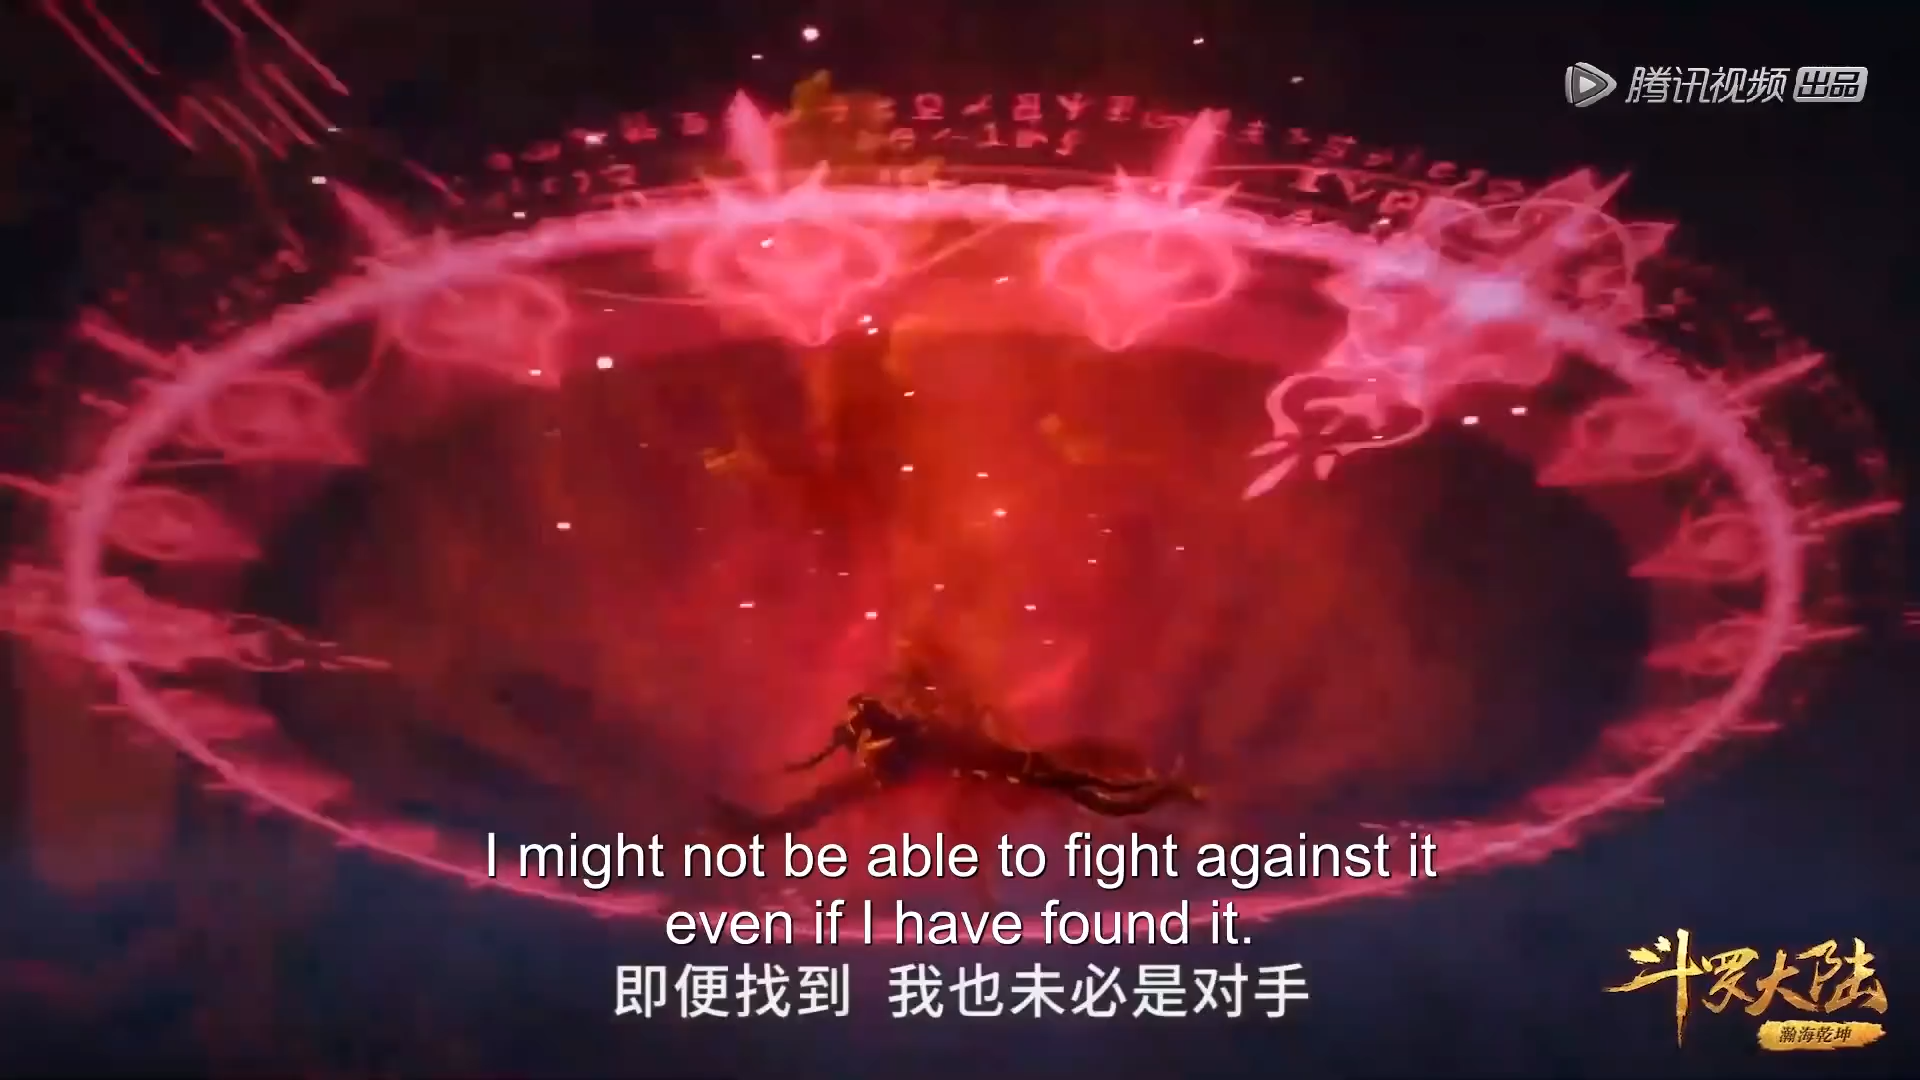 腾讯视频 出品
I might not be able to fight against it
even if I have found it.
即便找到 我也未必是对手
斗罗大陆
瀚海乾坤